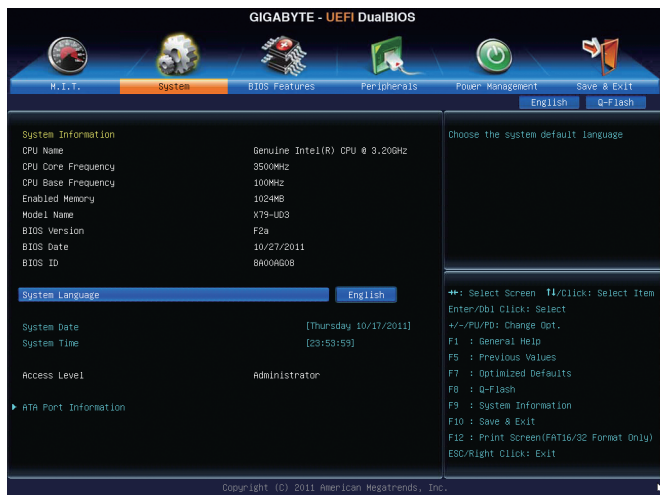 GIGABYTE - UEFI DualBIOS
M.I.T. System BIOS Features Peripherals Power Management Save & Exit
English Q-Flash
System Information
CPU Name Genuine Intel(R) CPU @ 3.20GHz
CPU Core Frequency 3500MHz
CPU Base Frequency 100MHz
Enabled Memory 1024MB
Model Name X79-UD3
BIOS Version F2a
BIOS Date 10/27/2011
BIOS ID 8A00AG08
System Language English
System Date [Thursday 10/17/2011]
System Time [23:53:59]
Access Level Administrator
ATA Port Information
Choose the system default language
→←: Select Screen ↑↓/Click: Select Item
Enter/Dbl Click: Select
+/-/PU/PD: Change Opt.
F1 : General Help
F5 : Previous Values
F7 : Optimized Defaults
F8 : Q-Flash
F9 : System Information
F10 : Save & Exit
F12 : Print Screen(FAT16/32 Format Only)
ESC/Right Click: Exit
Copyright (C) 2011 American Megatrends, Inc.